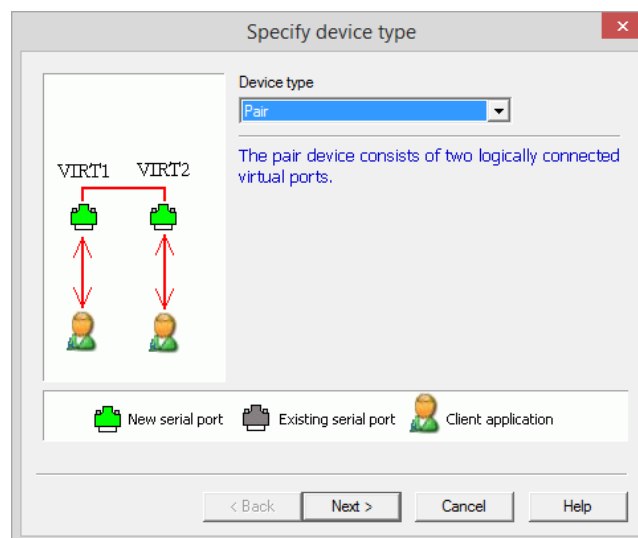 Specify device type
Device type
Pair
The pair device consists of two logically connected
virtual ports.
VIRT1 VIRT2
New serial port Existing serial port Client application
< Back Next > Cancel Help